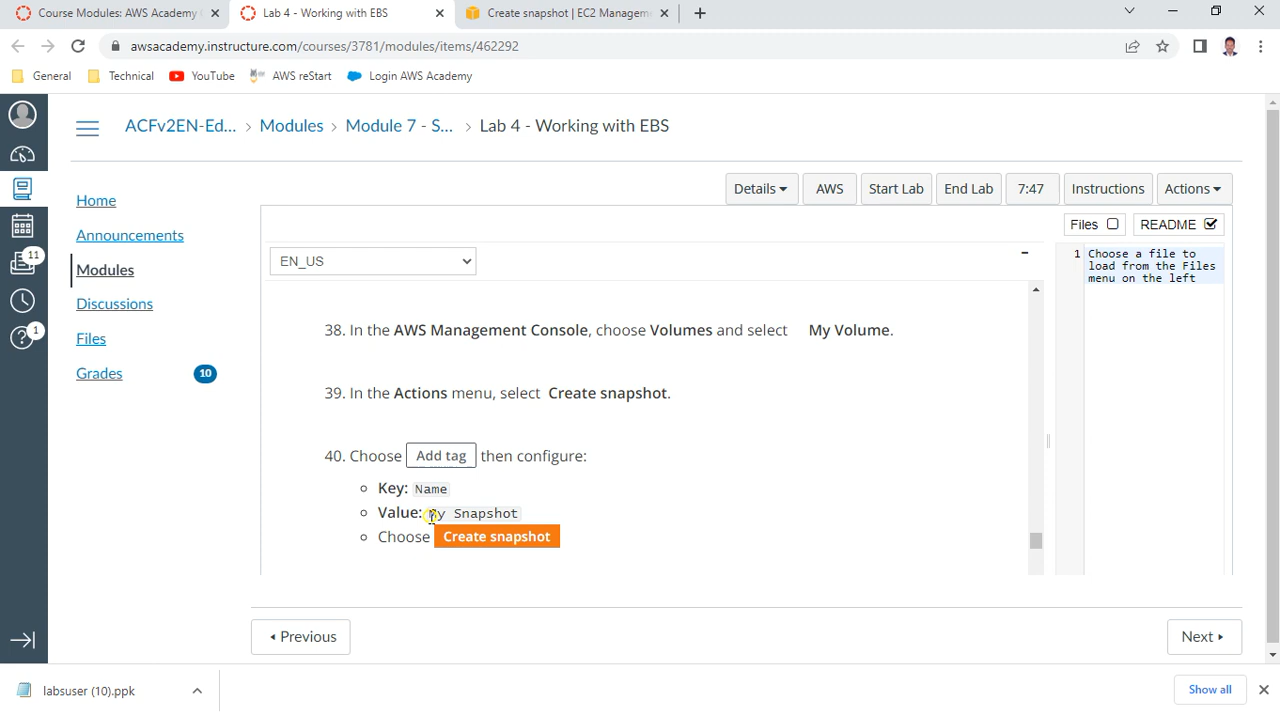 Course Modules: AWS Academy
Lab 4 - Working with EBS
Create snapshot | EC2 Managem
awsacademy.instructure.com/courses/3781/modules/items/462292
General
Technical
YouTube
AWS reStart
Login AWS Academy
ACFv2EN-Ed... > Modules > Module 7 - S... > Lab 4 - Working with EBS
Details AWS Start Lab End Lab 7:47 Instructions Actions
Home
Announcements
Modules
Discussions
Files
Grades 10
11
1
Files README
EN_US
1 Choose a file to
load from the Files
menu on the left
38. In the AWS Management Console, choose Volumes and select My Volume.
39. In the Actions menu, select Create snapshot.
40. Choose Add tag then configure:
Key: Name
Value: My Snapshot
Choose Create snapshot
Previous
Next
labsuser (10).ppk
Show all